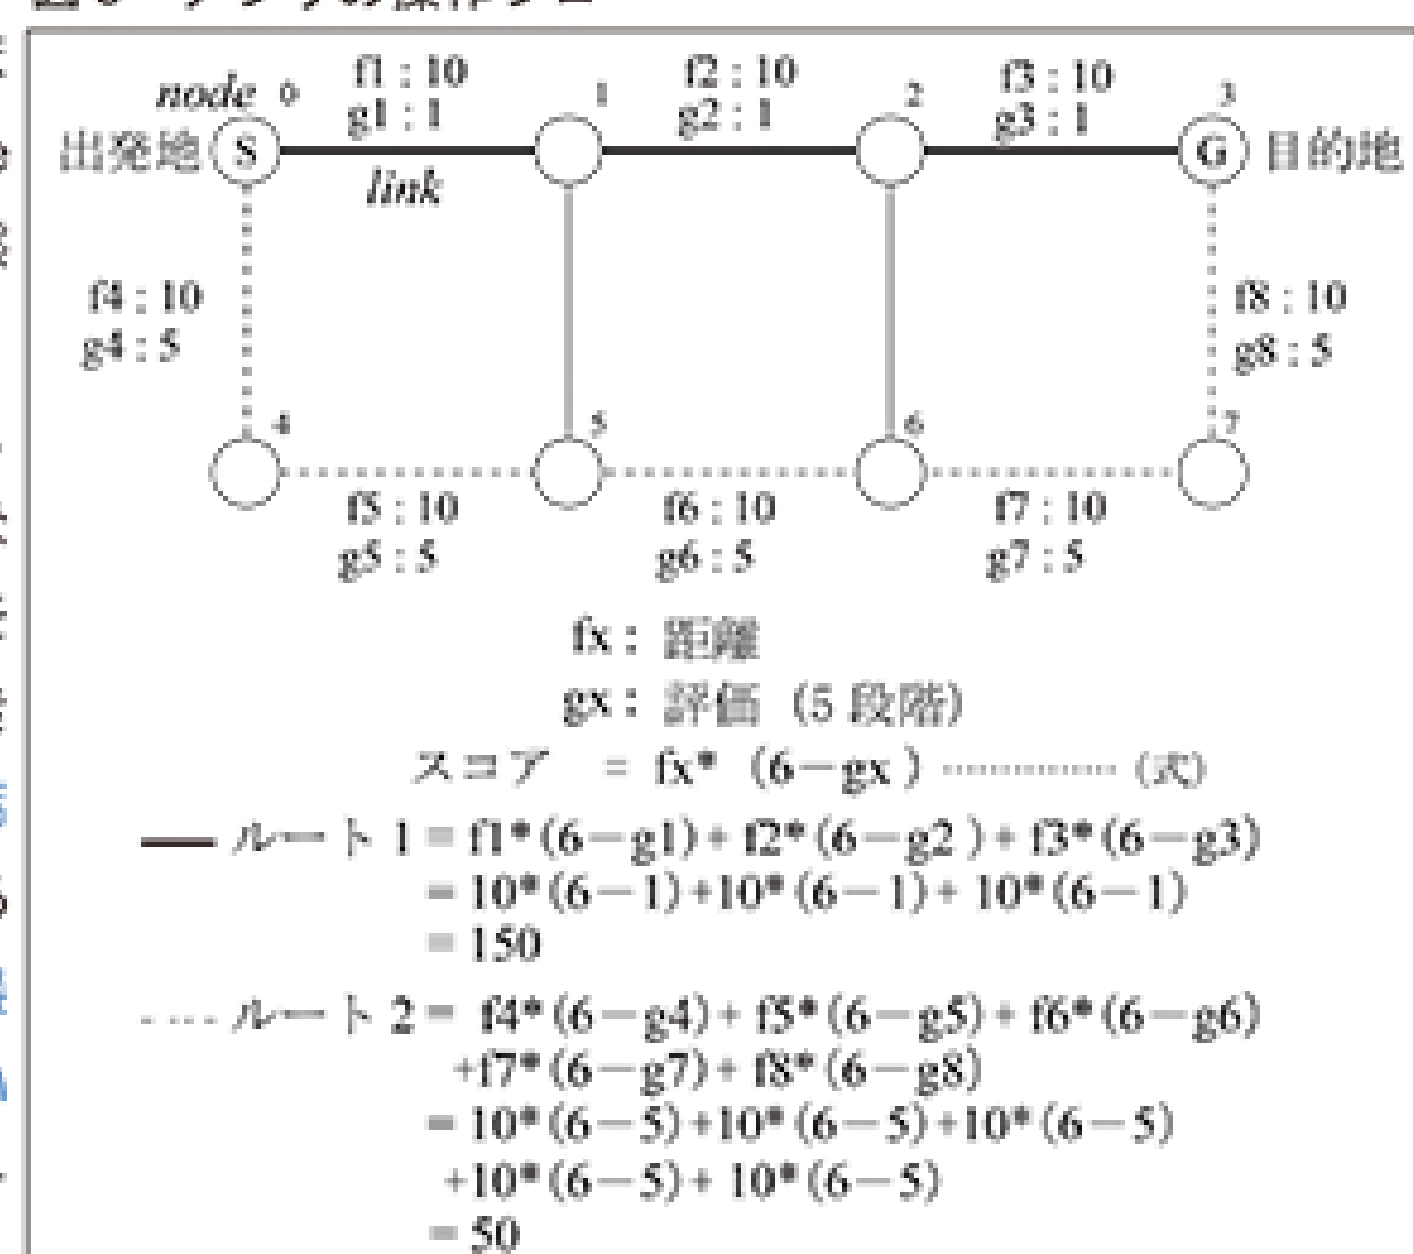 node 0 f1 : 10 1 f2 : 10 2 f3 : 10 3
g1 : 1 g2 : 1 g3 : 1
出発地 S G 目的地
link
f4 : 10 f8 : 10
g4 : 5 g8 : 5
4 5 6 7
f5 : 10 f6 : 10 f7 : 10
g5 : 5 g6 : 5 g7 : 5
fx : 距離
gx : 評価 (5 段階)
スコア = fx* (6－gx ) ·············· (式)
ルート 1 = f1*(6－g1)+ f2*(6－g2 )+ f3*(6－g3)
= 10*(6－1)+10*(6－1)+ 10*(6－1)
= 150
ルート 2 = f4*(6－g4)+ f5*(6－g5)+ f6*(6－g6)
+f7*(6－g7)+ f8*(6－g8)
= 10*(6－5)+10*(6－5)+10*(6－5)
+10*(6－5)+ 10*(6－5)
= 50